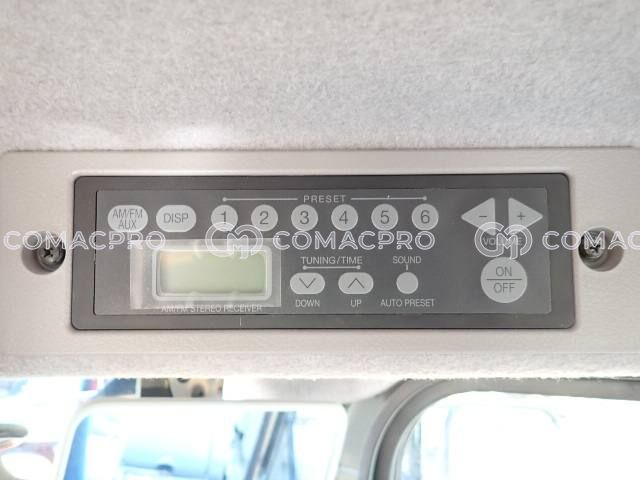 PRESET
AM/FM
AUX
DISP
1 2 3 4 5 6
- +
VOLUME
COMACPRO COMACPRO COMACPRO
TUNING/TIME
SOUND
ON
OFF
DOWN
UP
AUTO PRESET
AM/FM STEREO RECEIVER